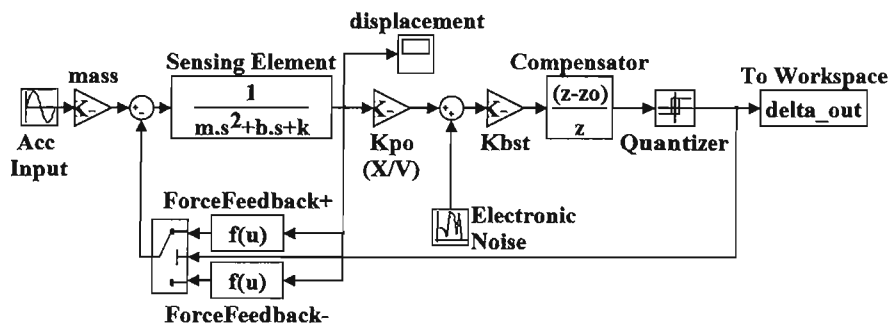 displacement
mass
Sensing Element
Compensator
To Workspace
K-
1
m.s²+b.s+k
K-
K-
(z-zo)
z
delta_out
Acc
Input
Kpo
(X/V)
Kbst
Quantizer
ForceFeedback+
f(u)
Electronic
Noise
f(u)
ForceFeedback-